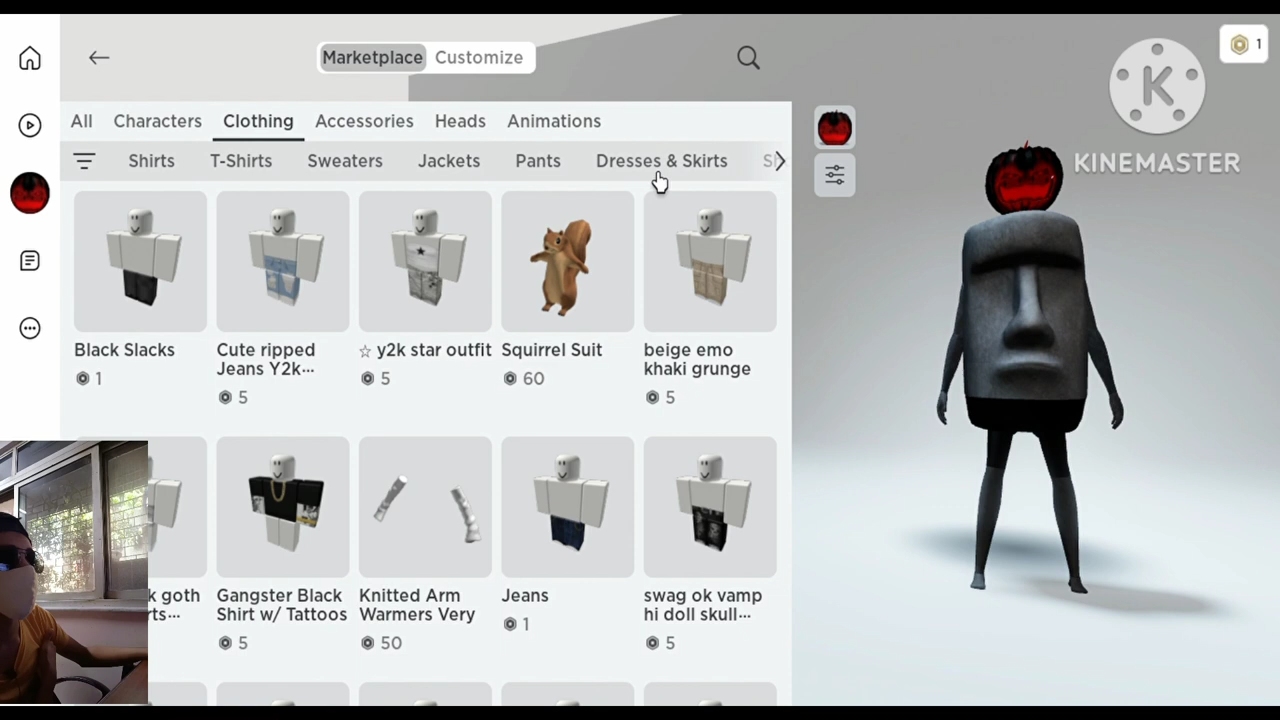 Marketplace Customize
1
K
KINEMASTER
All Characters Clothing Accessories Heads Animations
Shirts T-Shirts Sweaters Jackets Pants Dresses & Skirts
Black Slacks
1
Cute ripped
Jeans Y2k...
5
☆ y2k star outfit
5
Squirrel Suit
60
beige emo
khaki grunge
5
k goth
rts...
Gangster Black
Shirt w/ Tattoos
5
Knitted Arm
Warmers Very
50
Jeans
1
swag ok vamp
hi doll skull...
5